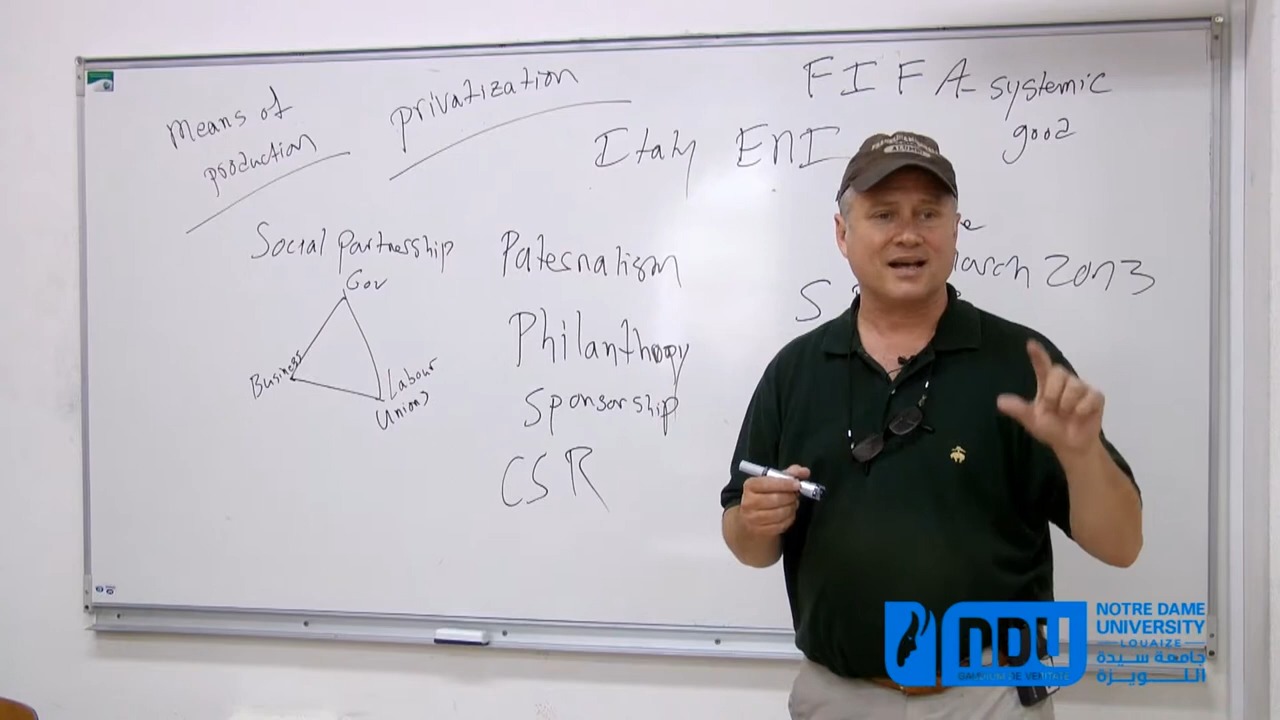 means of
production
privatization
FIFA - systemic
good
Italy ENI
Social partnership
Gov
Business
Labour
Unions
Paternalism
Philanthropy
Sponsorship
CSR
S
March 2013
ALUMNI
NDU
NOTRE DAME
UNIVERSITY
LOUAIZE
جامعة سيدة
اللويزة